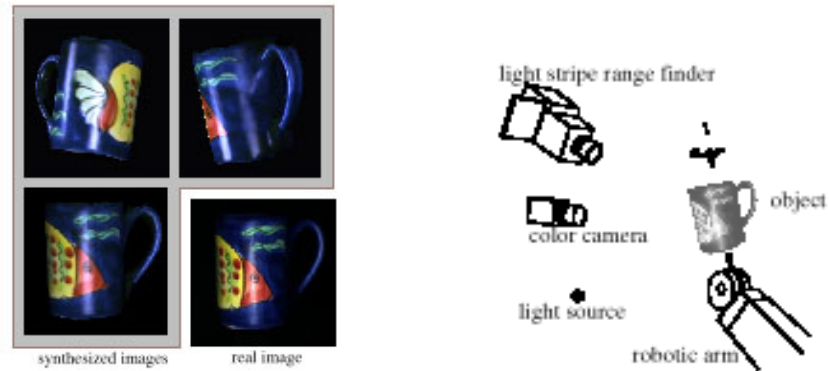 light stripe range finder
object
color camera
light source
robotic arm
synthesized images
real image